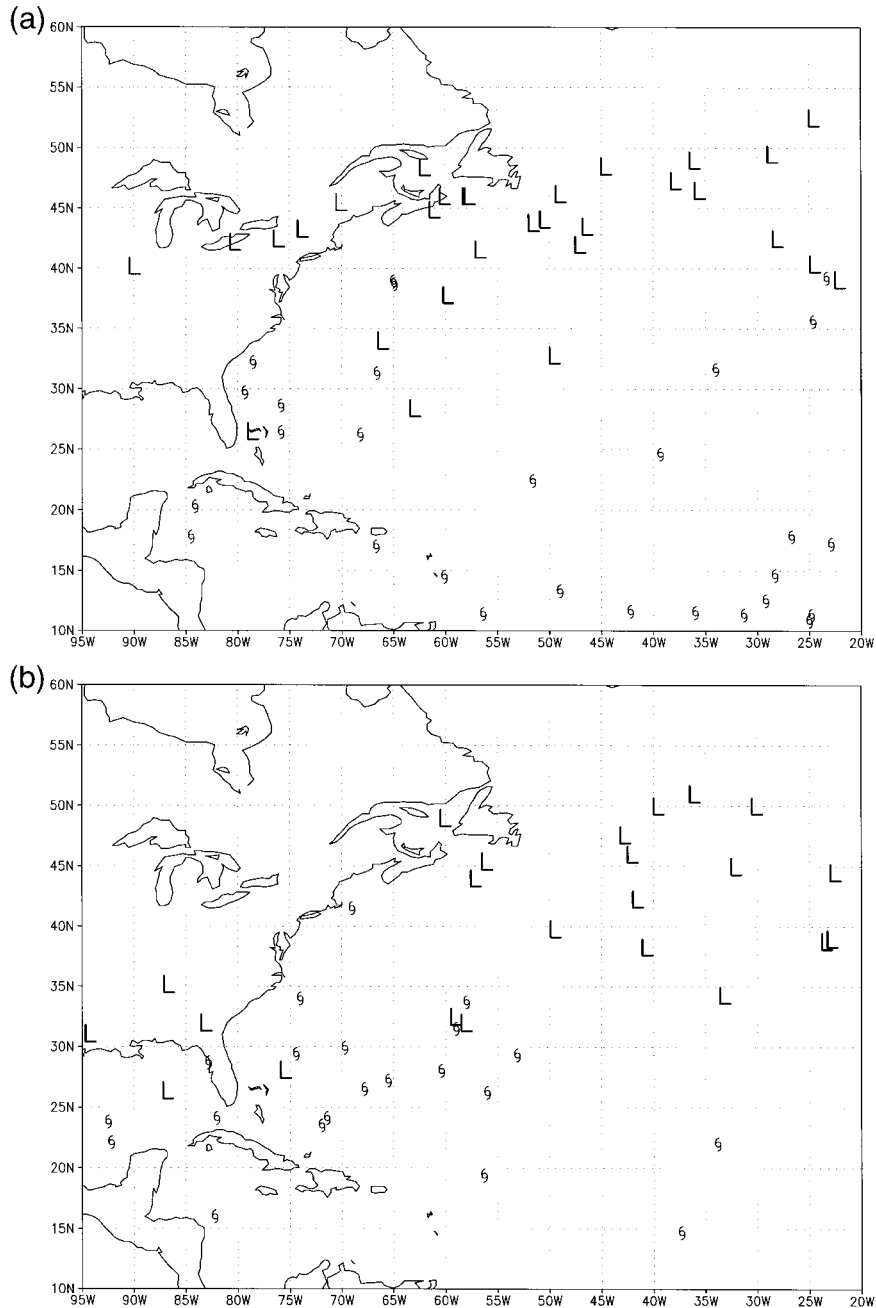 (a)
60N
55N
L
50N
L L L L L
45N
L L L L L L L L L L L L L L L L L
40N
L L L L
35N
L L
30N
L
25N
L
20N
15N
10N
95W 90W 85W 80W 75W 70W 65W 60W 55W 50W 45W 40W 35W 30W 25W 20W
(b)
60N
55N
50N
L L L L L
45N
L L L L L L
40N
L L L L L
35N
L L
30N
L L L L
25N
L L
20N
15N
10N
95W 90W 85W 80W 75W 70W 65W 60W 55W 50W 45W 40W 35W 30W 25W 20W